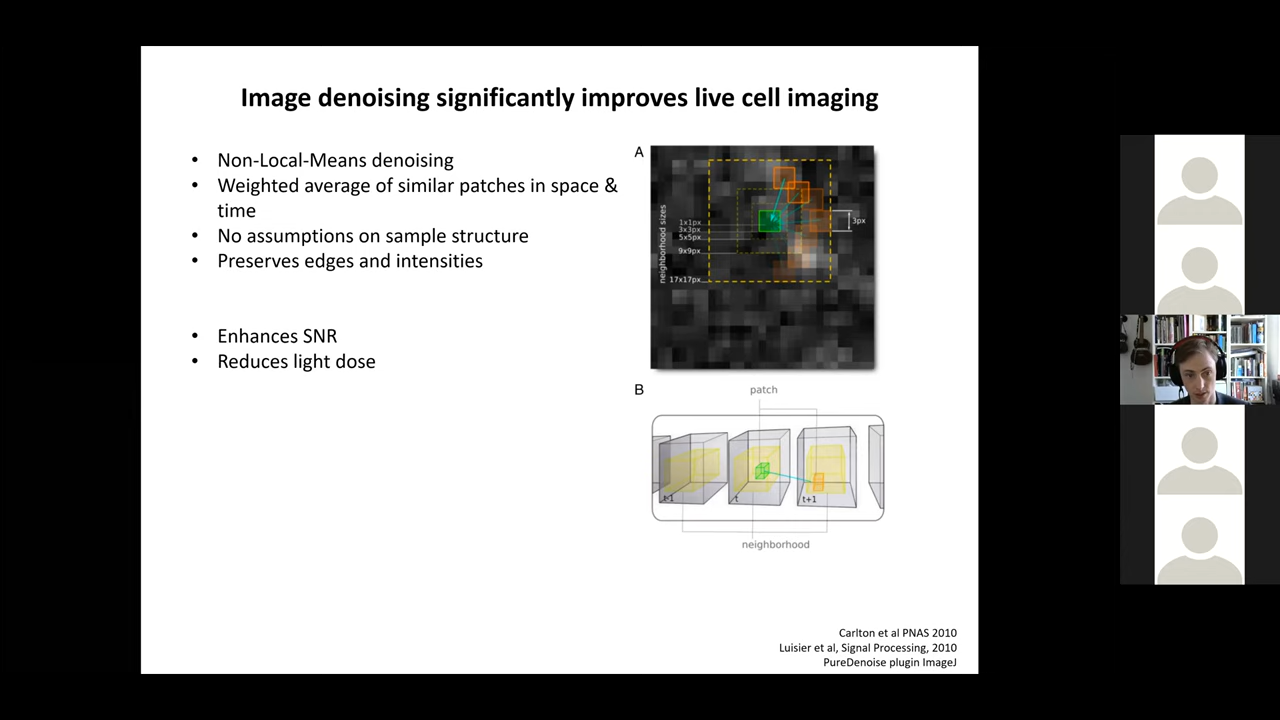 Image denoising significantly improves live cell imaging
• Non-Local-Means denoising
• Weighted average of similar patches in space &
time
• No assumptions on sample structure
• Preserves edges and intensities
• Enhances SNR
• Reduces light dose
A
neighborhood sizes
1x1px
3x3px
5x5px
9x9px
17x17px
3px
B
patch
t-1
t
t+1
neighborhood
Carlton et al PNAS 2010
Luisier et al, Signal Processing, 2010
PureDenoise plugin ImageJ